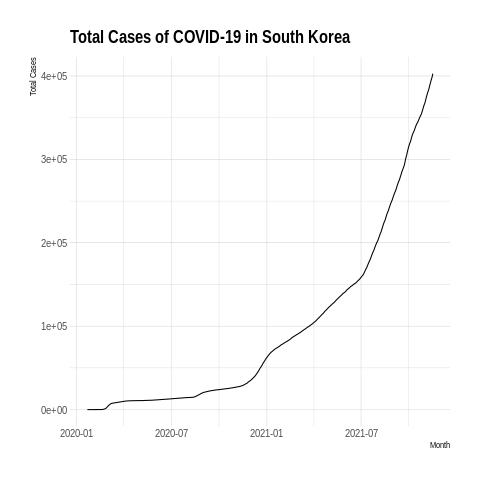 Total Cases of COVID-19 in South Korea
Total Cases
4e+05
3e+05
2e+05
1e+05
0e+00
2020-01 2020-07 2021-01 2021-07
Month